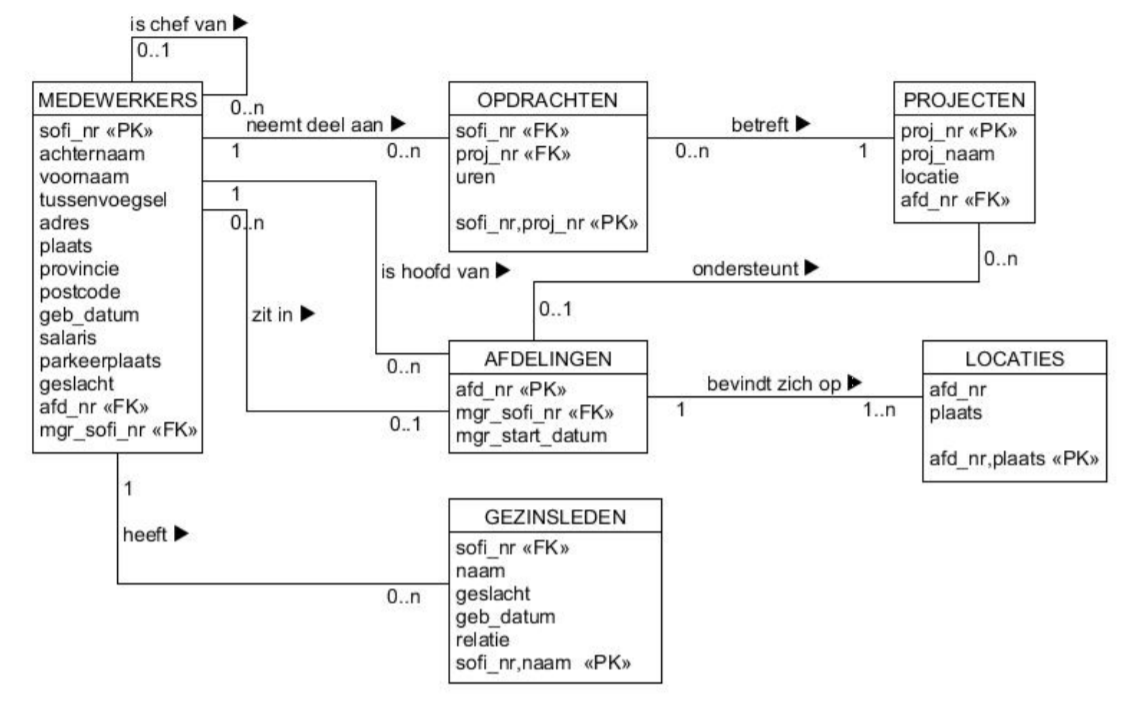 is chef van ▶
0..1
0..n
MEDEWERKERS
sofi_nr «PK»
achternaam
voornaam
tussenvoegsel
adres
plaats
provincie
postcode
geb_datum
salaris
parkeerplaats
geslacht
afd_nr «FK»
mgr_sofi_nr «FK»
neemt deel aan ▶
1
0..n
OPDRACHTEN
sofi_nr «FK»
proj_nr «FK»
uren
sofi_nr,proj_nr «PK»
betreft ▶
0..n
1
PROJECTEN
proj_nr «PK»
proj_naam
locatie
afd_nr «FK»
1
is hoofd van ▶
0..n
0..n
zit in ▶
0..1
ondersteunt ▶
0..n
0..1
AFDELINGEN
afd_nr «PK»
mgr_sofi_nr «FK»
mgr_start_datum
bevindt zich op ▶
1
1..n
LOCATIES
afd_nr
plaats
afd_nr,plaats «PK»
1
heeft ▶
0..n
GEZINSLEDEN
sofi_nr «FK»
naam
geslacht
geb_datum
relatie
sofi_nr,naam «PK»